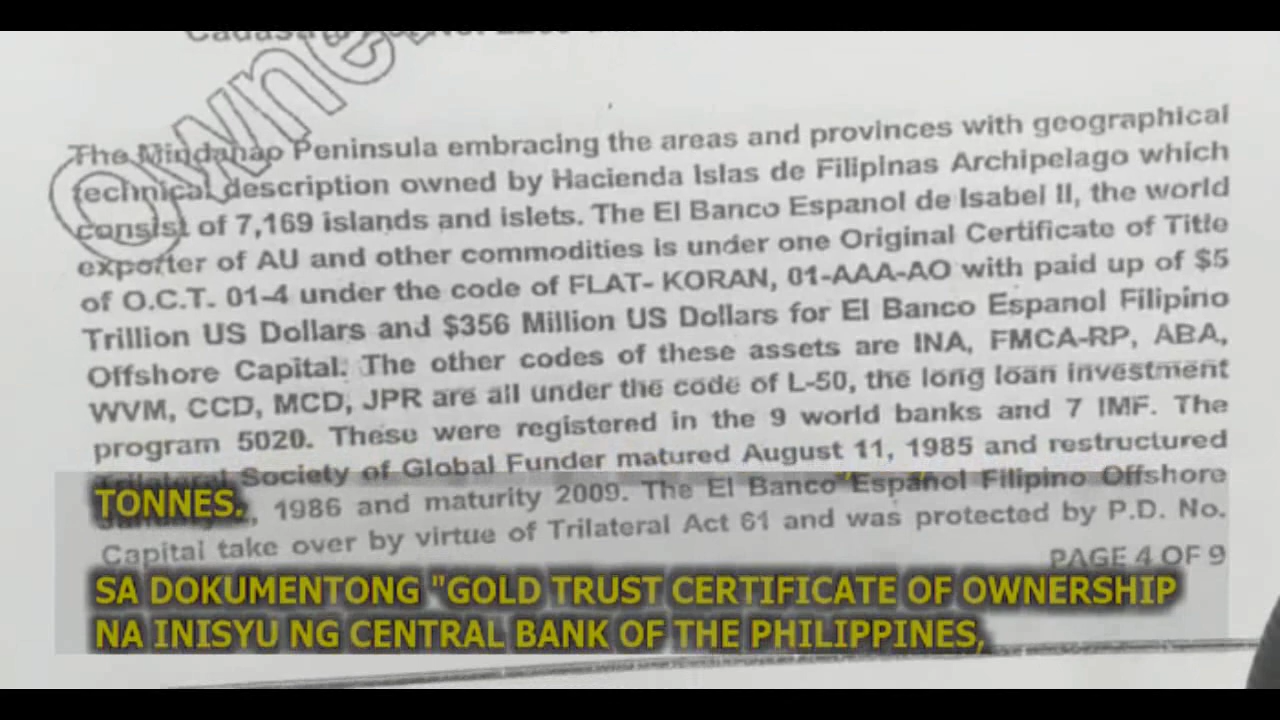 Owne
The Mindanao Peninsula embracing the areas and provinces with geographical
technical description owned by Hacienda Islas de Filipinas Archipelago which
consist of 7,169 islands and islets. The El Banco Espanol de Isabel II, the world
exporter of AU and other commodities is under one Original Certificate of Title
of O.C.T. 01-4 under the code of FLAT- KORAN, 01-AAA-AO with paid up of $5
Trillion US Dollars and $356 Million US Dollars for El Banco Espanol Filipino
Offshore Capital. The other codes of these assets are INA, FMCA-RP, ABA,
WVM, CCD, MCD, JPR are all under the code of L-50, the long loan investment
program 5020. These were registered in the 9 world banks and 7 IMF. The
Trilateral Society of Global Funder matured August 11, 1985 and restructured
1986 and maturity 2009. The El Banco Espanol Filipino Offshore
Capital take over by virtue of Trilateral Act 61 and was protected by P.D. No.
PAGE 4 OF 9
TONNES.
SA DOKUMENTONG "GOLD TRUST CERTIFICATE OF OWNERSHIP
NA INISYU NG CENTRAL BANK OF THE PHILIPPINES,